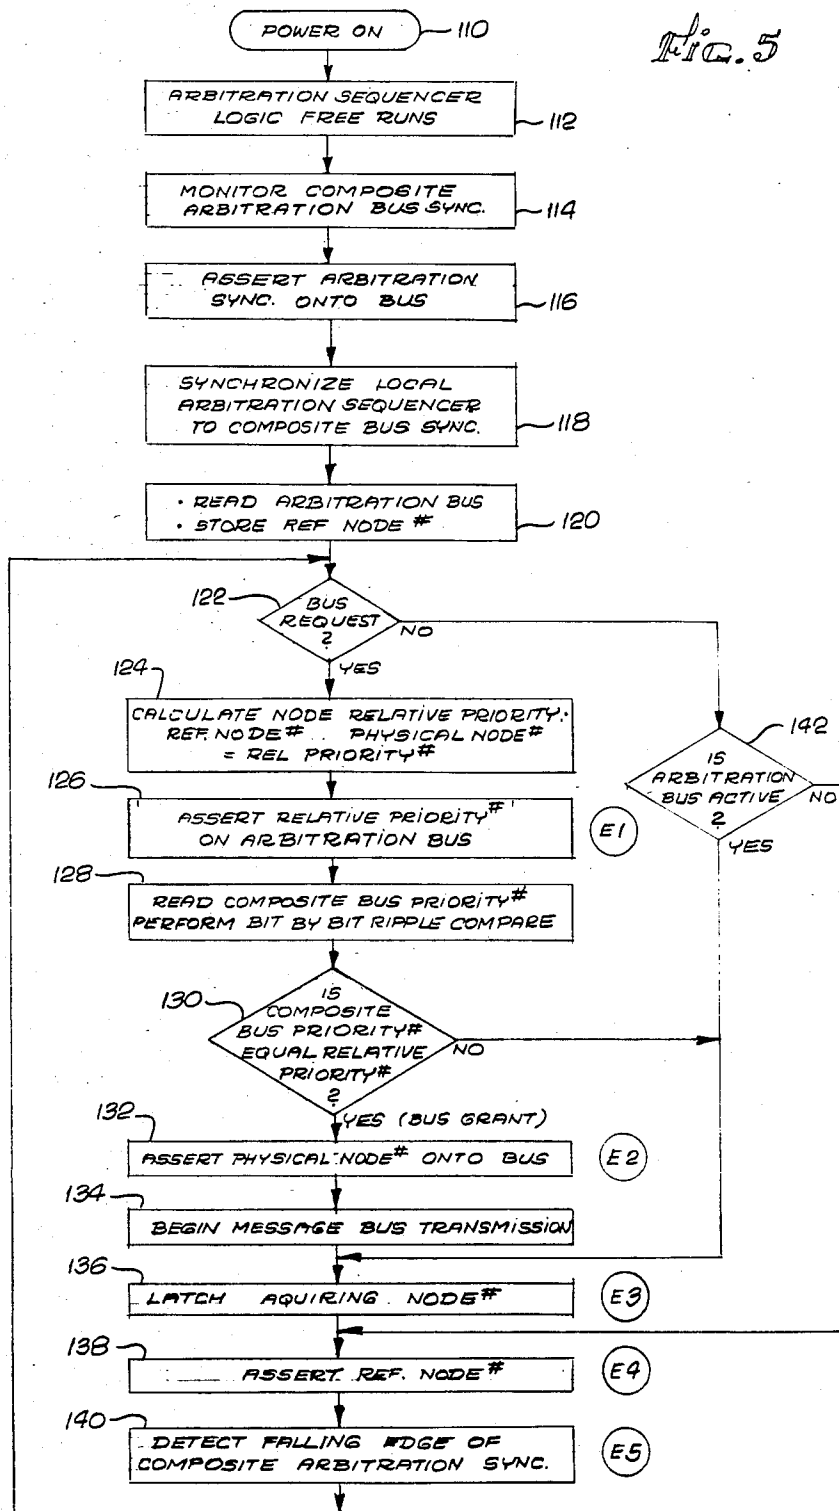 Fig. 5
POWER ON
110
ARBITRATION SEQUENCER
LOGIC FREE RUNS
112
MONITOR COMPOSITE
ARBITRATION BUS SYNC.
114
ASSERT ARBITRATION
SYNC. ONTO BUS
116
SYNCHRONIZE LOCAL
ARBITRATION SEQUENCER
TO COMPOSITE BUS SYNC.
118
• READ ARBITRATION BUS
• STORE REF NODE #
120
122
BUS
REQUEST
?
NO
YES
124
CALCULATE NODE RELATIVE PRIORITY:
REF. NODE# .. PHYSICAL NODE#
= REL PRIORITY#
142
IS
ARBITRATION
BUS ACTIVE
?
NO
YES
126
ASSERT RELATIVE PRIORITY#
ON ARBITRATION BUS
E1
128
READ COMPOSITE BUS PRIORITY#
PERFORM BIT BY BIT RIPPLE COMPARE
130
IS
COMPOSITE
BUS PRIORITY#
EQUAL RELATIVE
PRIORITY#
?
NO
YES (BUS GRANT)
132
ASSERT PHYSICAL NODE# ONTO BUS
E2
134
BEGIN MESSAGE BUS TRANSMISSION
136
LATCH AQUIRING NODE#
E3
138
ASSERT REF. NODE#
E4
140
DETECT FALLING EDGE OF
COMPOSITE ARBITRATION SYNC.
E5